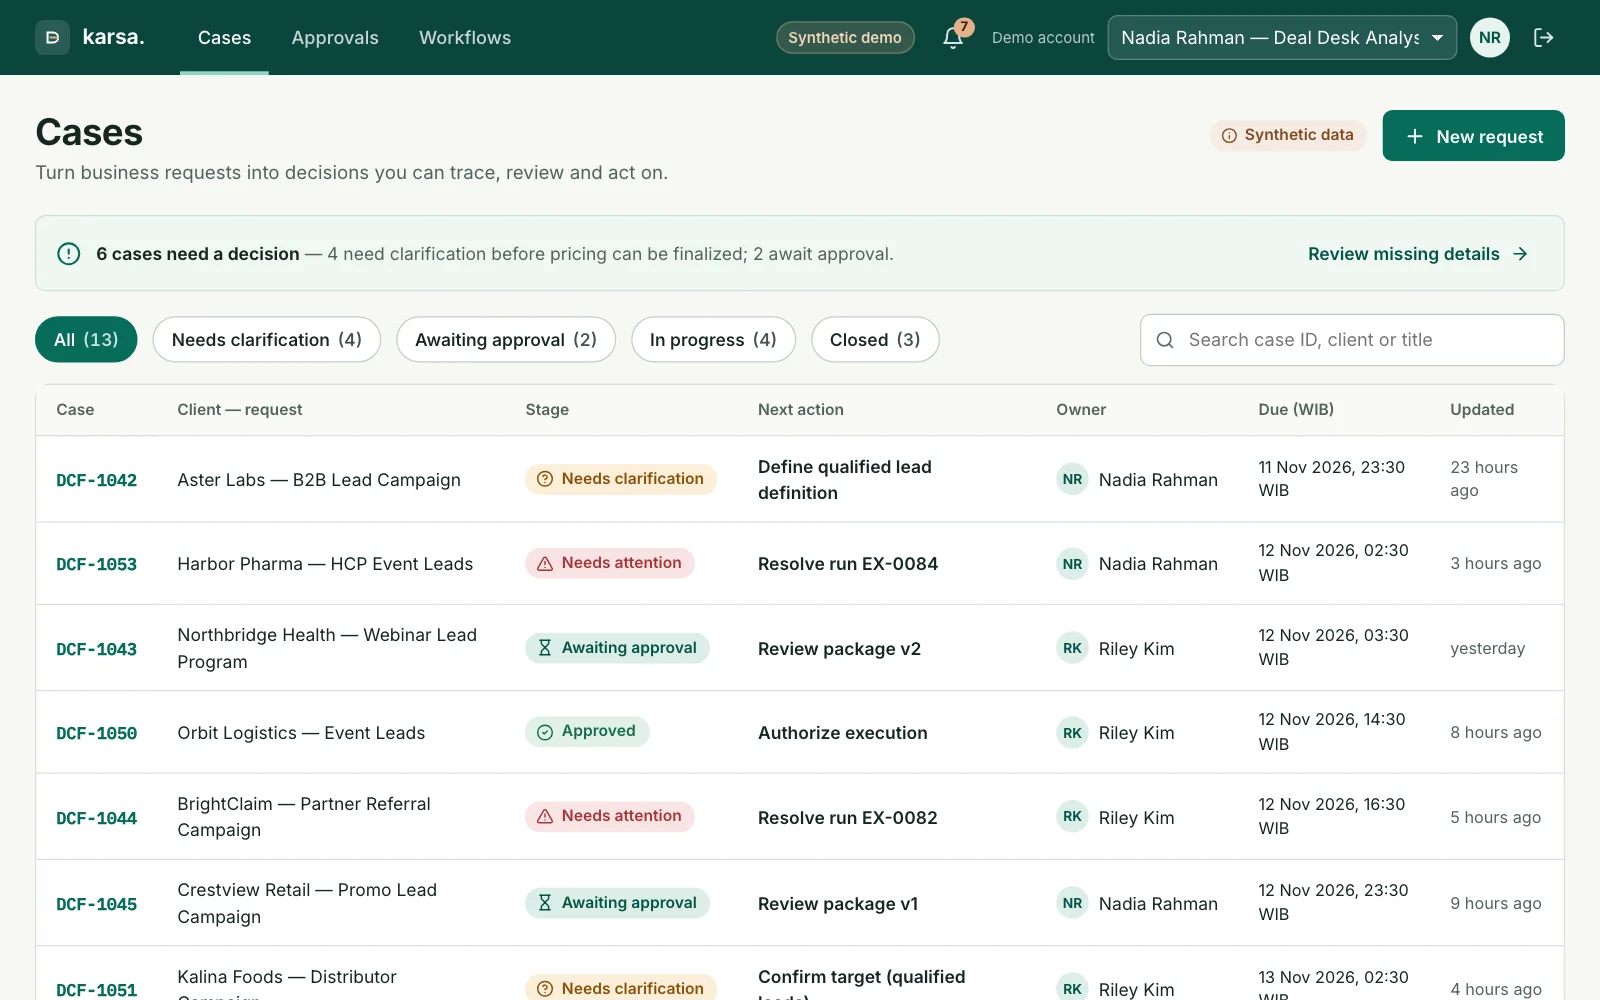 karsa.
Cases
Approvals
Workflows
Synthetic demo
7
Demo account
Nadia Rahman — Deal Desk Analys
NR
Cases
Turn business requests into decisions you can trace, review and act on.
Synthetic data
New request
6 cases need a decision — 4 need clarification before pricing can be finalized; 2 await approval.
Review missing details
All (13)
Needs clarification (4)
Awaiting approval (2)
In progress (4)
Closed (3)
Search case ID, client or title
Case
Client — request
Stage
Next action
Owner
Due (WIB)
Updated
DCF-1042
Aster Labs — B2B Lead Campaign
Needs clarification
Define qualified lead
definition
NR
Nadia Rahman
11 Nov 2026, 23:30
WIB
23 hours
ago
DCF-1053
Harbor Pharma — HCP Event Leads
Needs attention
Resolve run EX-0084
NR
Nadia Rahman
12 Nov 2026, 02:30
WIB
3 hours ago
DCF-1043
Northbridge Health — Webinar Lead
Program
Awaiting approval
Review package v2
RK
Riley Kim
12 Nov 2026, 03:30
WIB
yesterday
DCF-1050
Orbit Logistics — Event Leads
Approved
Authorize execution
RK
Riley Kim
12 Nov 2026, 14:30
WIB
8 hours ago
DCF-1044
BrightClaim — Partner Referral
Campaign
Needs attention
Resolve run EX-0082
RK
Riley Kim
12 Nov 2026, 16:30
WIB
5 hours ago
DCF-1045
Crestview Retail — Promo Lead
Campaign
Awaiting approval
Review package v1
NR
Nadia Rahman
12 Nov 2026, 23:30
WIB
9 hours ago
DCF-1051
Kalina Foods — Distributor
Needs clarification
Confirm target (qualified
RK
Riley Kim
13 Nov 2026, 02:30
4 hours ago